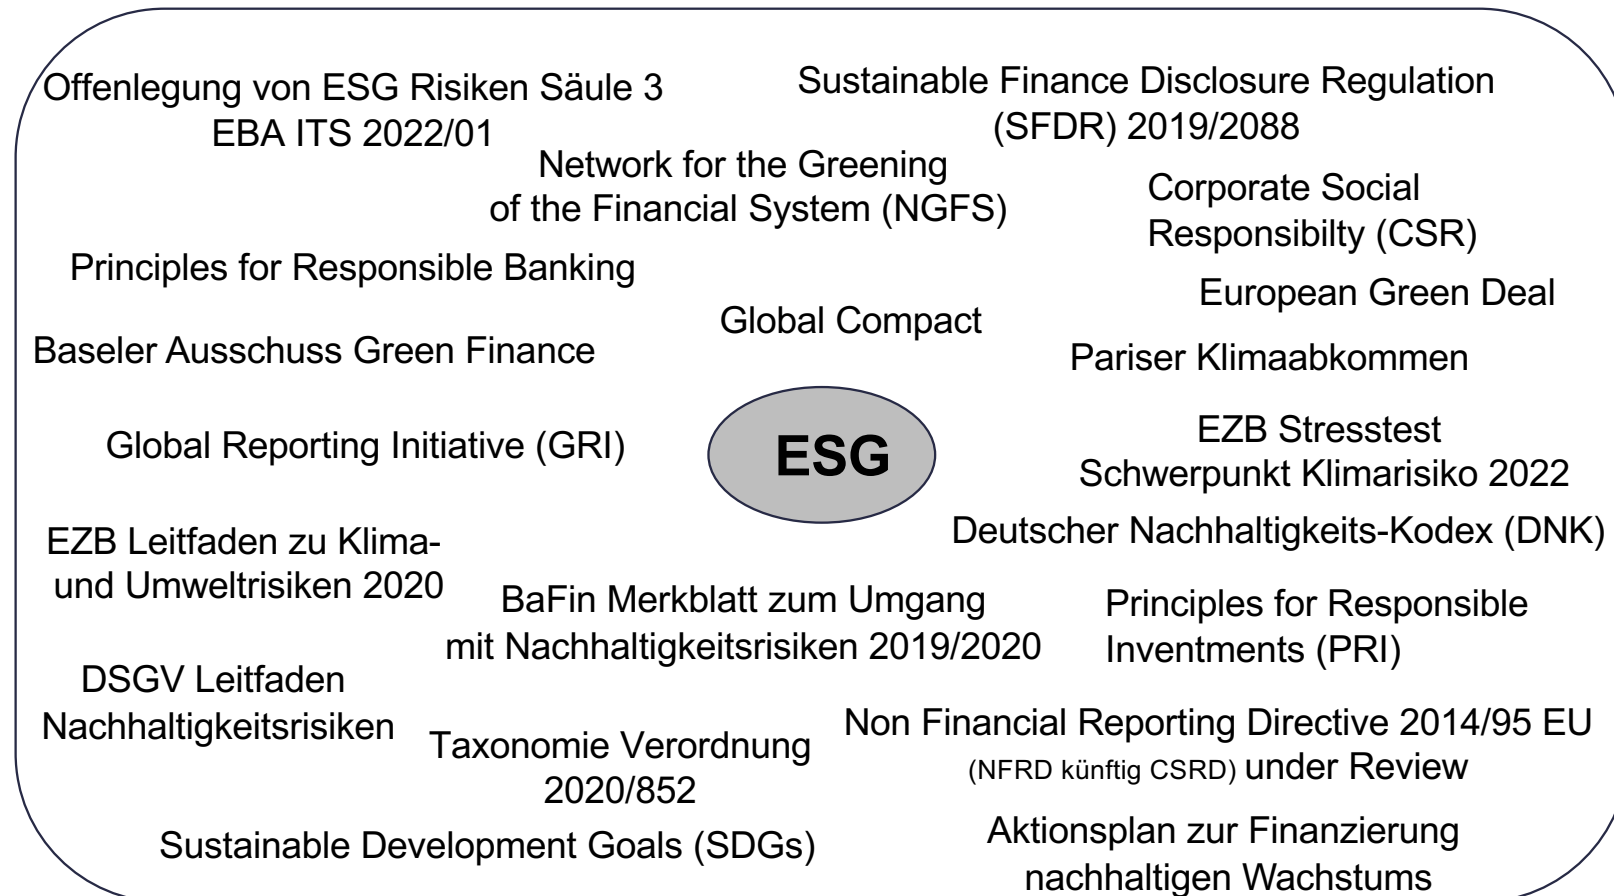 Offenlegung von ESG Risiken Säule 3
EBA ITS 2022/01
Sustainable Finance Disclosure Regulation
(SFDR) 2019/2088
Network for the Greening
of the Financial System (NGFS)
Corporate Social
Responsibilty (CSR)
Principles for Responsible Banking
European Green Deal
Global Compact
Baseler Ausschuss Green Finance
Pariser Klimaabkommen
Global Reporting Initiative (GRI)
ESG
EZB Stresstest
Schwerpunkt Klimarisiko 2022
EZB Leitfaden zu Klima-
und Umweltrisiken 2020
Deutscher Nachhaltigkeits-Kodex (DNK)
BaFin Merkblatt zum Umgang
mit Nachhaltigkeitsrisiken 2019/2020
Principles for Responsible
Inventments (PRI)
DSGV Leitfaden
Nachhaltigkeitsrisiken
Taxonomie Verordnung
2020/852
Non Financial Reporting Directive 2014/95 EU
(NFRD künftig CSRD) under Review
Sustainable Development Goals (SDGs)
Aktionsplan zur Finanzierung
nachhaltigen Wachstums